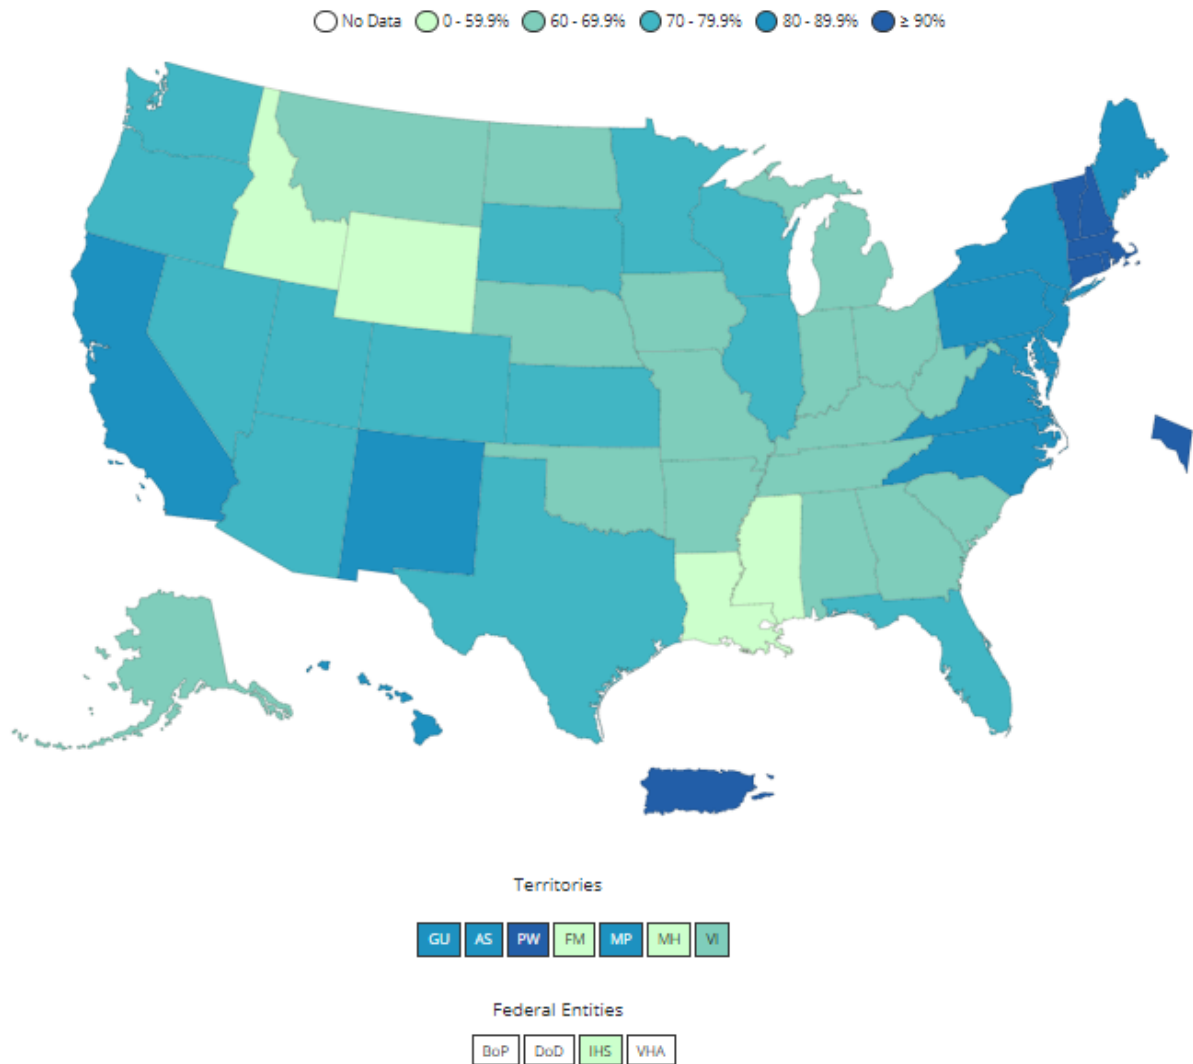 No Data 0 - 59.9% 60 - 69.9% 70 - 79.9% 80 - 89.9% ≥ 90%
Territories
GU AS PW FM MP MH VI
Federal Entities
BoP DoD IHS VHA